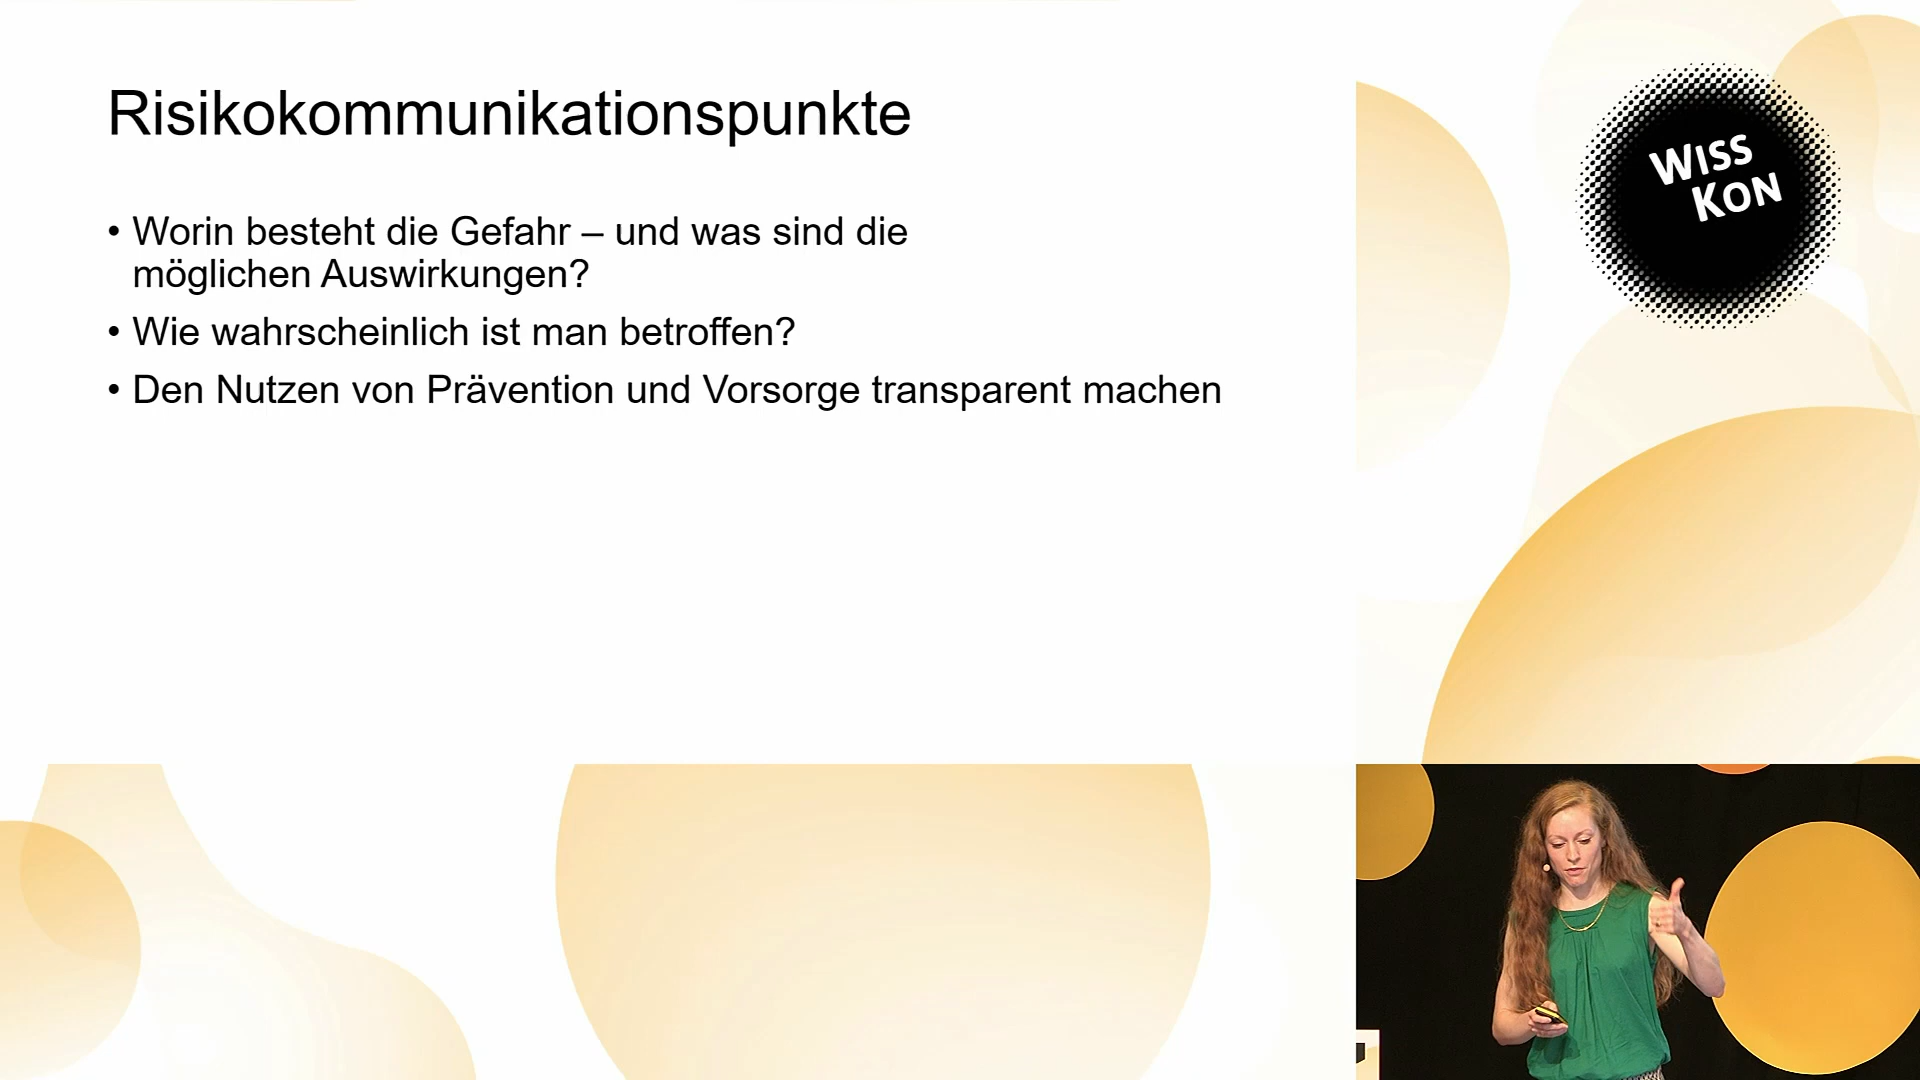 Risikokommunikationspunkte
WISS
KON
• Worin besteht die Gefahr – und was sind die
möglichen Auswirkungen?
• Wie wahrscheinlich ist man betroffen?
• Den Nutzen von Prävention und Vorsorge transparent machen